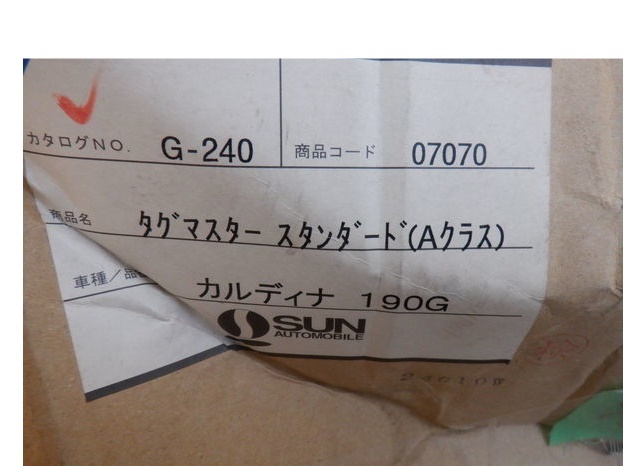 カタログNO. G-240 商品コード 07070
商品名 ﾀｸﾞﾏｽﾀｰ ｽﾀﾝﾀﾞｰﾄﾞ(Aｸﾗｽ)
車種/品 カルディナ 190G
SUN
AUTOMOBILE